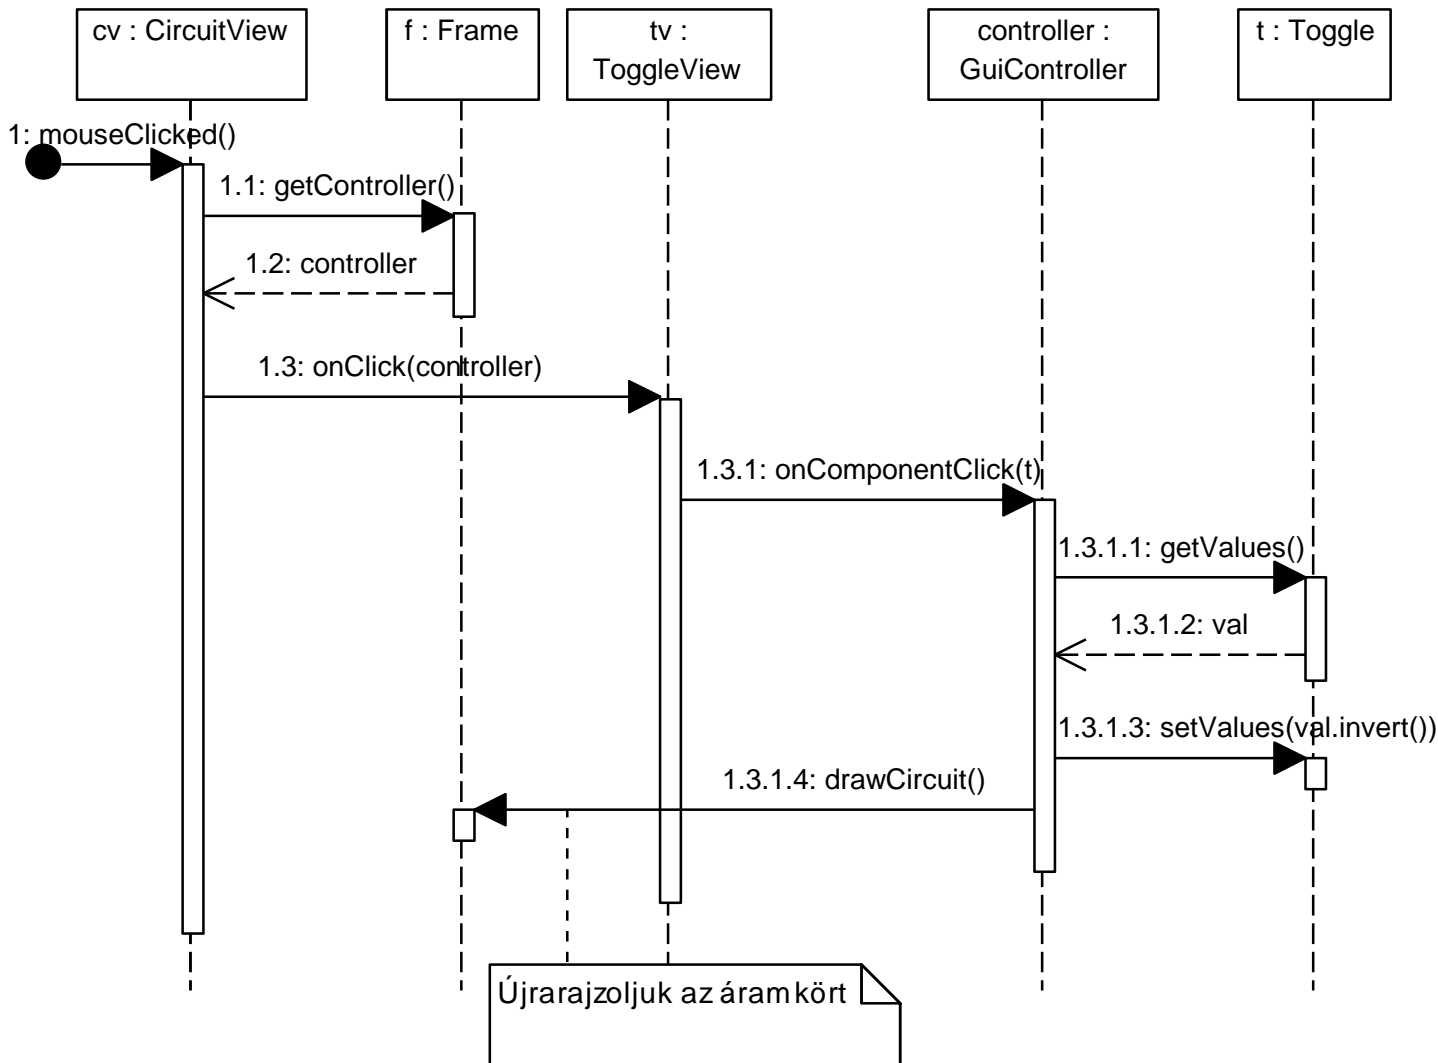 cv : CircuitView
f : Frame
tv :
ToggleView
controller :
GuiController
t : Toggle
1: mouseClicked()
1.1: getController()
1.2: controller
1.3: onClick(controller)
1.3.1: onComponentClick(t)
1.3.1.1: getValues()
1.3.1.2: val
1.3.1.3: setValues(val.invert())
1.3.1.4: drawCircuit()
Újrarajzoljuk az áramkört